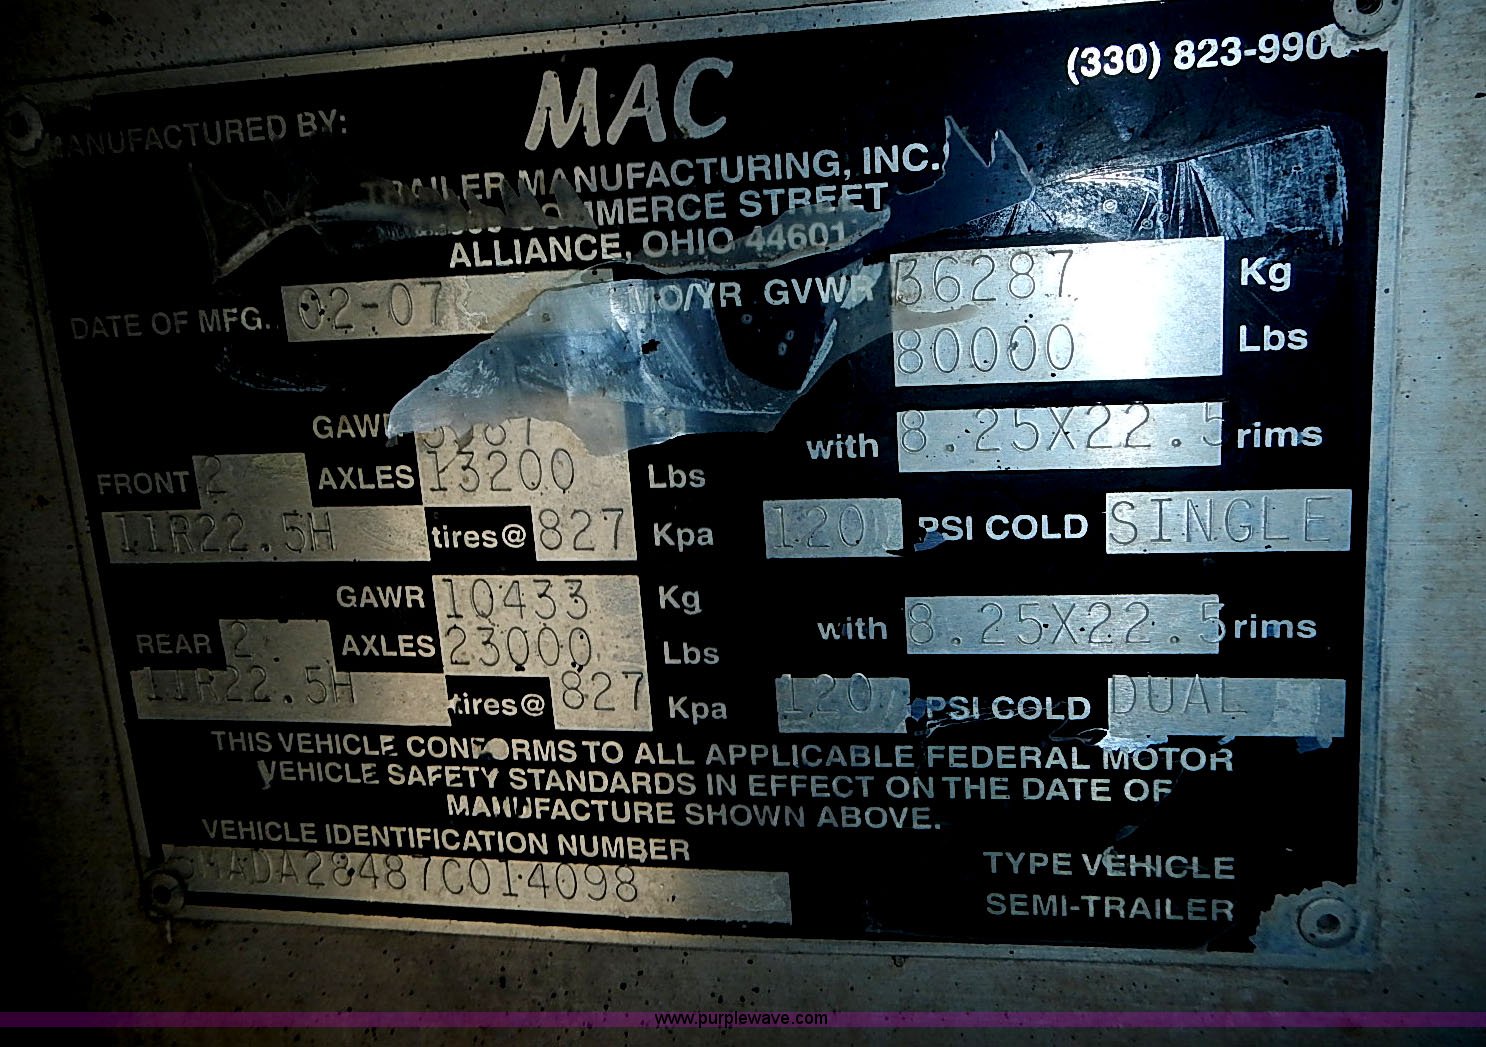 (330) 823-990
MANUFACTURED BY:
MAC
TRAILER MANUFACTURING, INC.
COMMERCE STREET
ALLIANCE, OHIO 44601
DATE OF MFG. 02-07 MO/YR GVWR 36287 Kg
80000 Lbs
GAWR
with 8.25X22.5 rims
FRONT 2 AXLES 13200 Lbs
11R22.5H tires@ 827 Kpa 120 PSI COLD SINGLE
GAWR 10433 Kg
with 8.25X22.5 rims
REAR 2 AXLES 23000 Lbs
11R22.5H tires@ 827 Kpa 120 PSI COLD DUAL
THIS VEHICLE CONFORMS TO ALL APPLICABLE FEDERAL MOTOR
VEHICLE SAFETY STANDARDS IN EFFECT ON THE DATE OF
MANUFACTURE SHOWN ABOVE.
VEHICLE IDENTIFICATION NUMBER
MADA28487C014098
TYPE VEHICLE
SEMI-TRAILER
www.purplewave.com